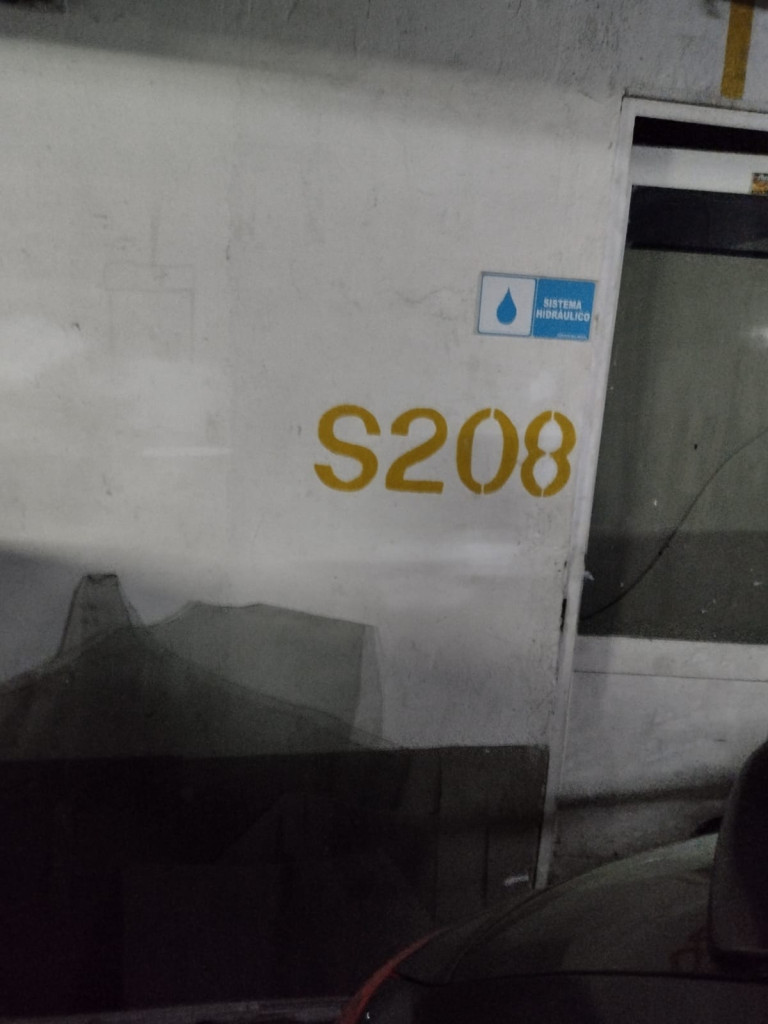 SISTEMA
HIDRÁULICO
S208